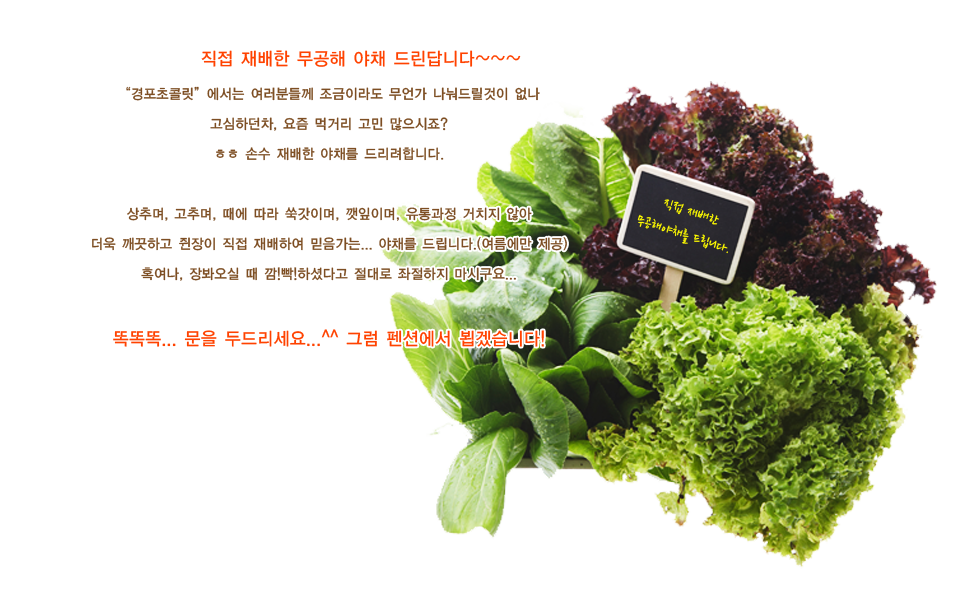 직접 재배한 무공해 야채 드린답니다~~~
“경포초콜릿” 에서는 여러분들께 조금이라도 무언가 나눠드릴것이 없나
고심하던차, 요즘 먹거리 고민 많으시죠?
ㅎㅎ 손수 재배한 야채를 드리려합니다.
상추며, 고추며, 때에 따라 쑥갓이며, 깻잎이며, 유통과정 거치지 않아
더욱 깨끗하고 쥔장이 직접 재배하여 믿음가는... 야채를 드립니다.(여름에만 제공)
혹여나, 장봐오실 때 깜!빡!하셨다고 절대로 좌절하지 마시구요...
똑똑똑... 문을 두드리세요...^^ 그럼 펜션에서 뵙겠습니다!
직접 재배한
무공해야채를 드립니다.